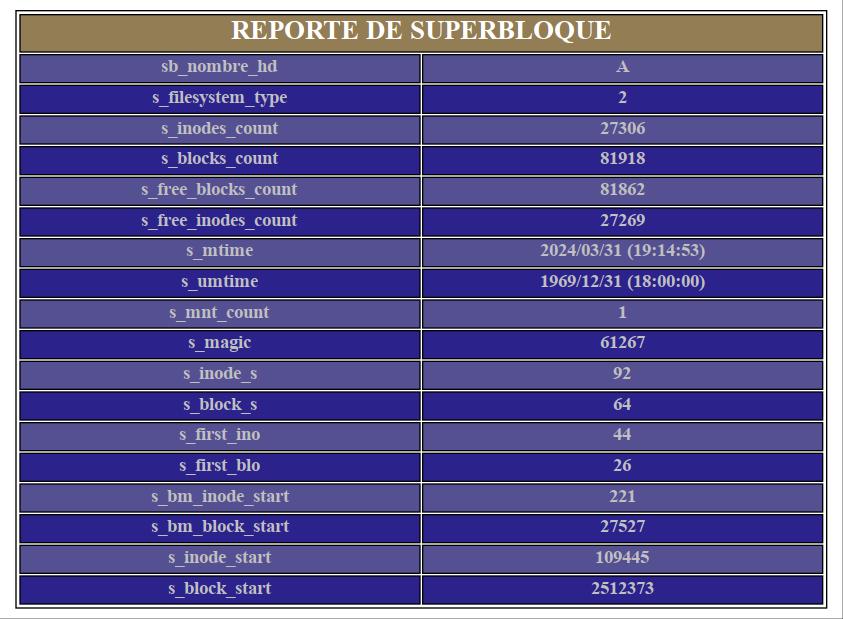 REPORTE DE SUPERBLOQUE
sb_nombre_hd A
s_filesystem_type 2
s_inodes_count 27306
s_blocks_count 81918
s_free_blocks_count 81862
s_free_inodes_count 27269
s_mtime 2024/03/31 (19:14:53)
s_umtime 1969/12/31 (18:00:00)
s_mnt_count 1
s_magic 61267
s_inode_s 92
s_block_s 64
s_first_ino 44
s_first_blo 26
s_bm_inode_start 221
s_bm_block_start 27527
s_inode_start 109445
s_block_start 2512373